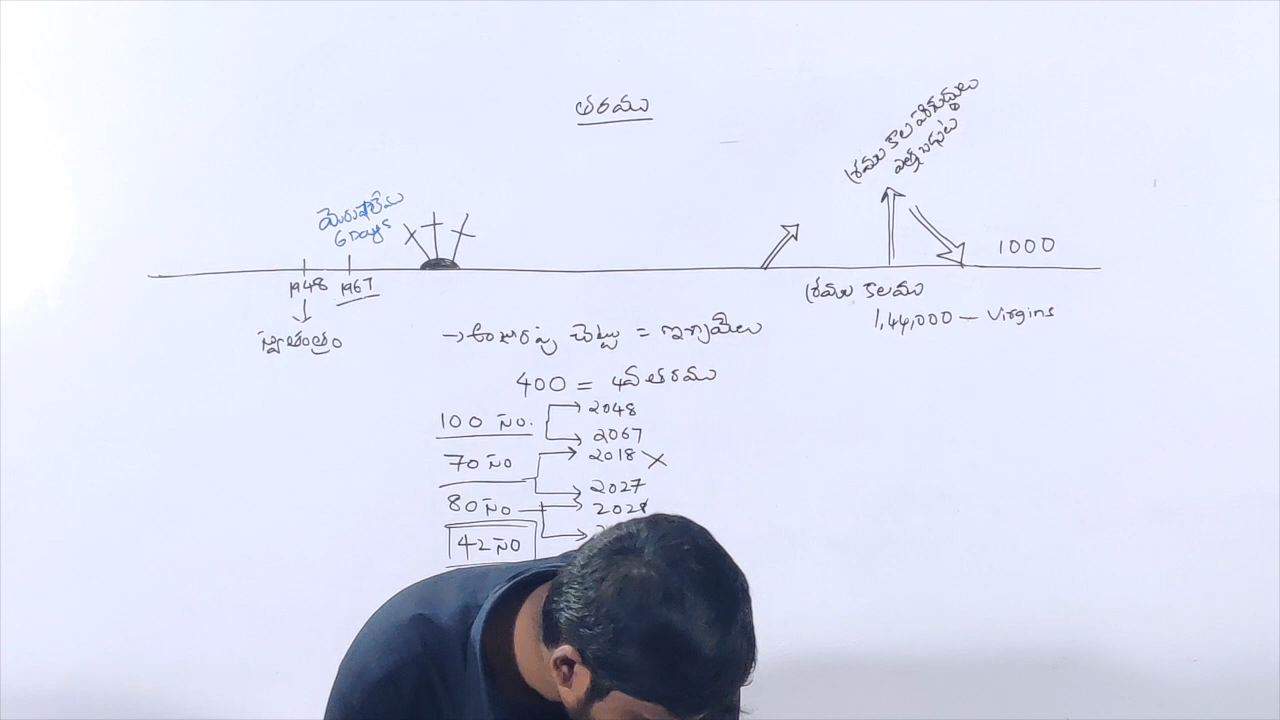 తరము
శ్రమల కాల పరిశుద్ధులు
ఎత్తబడుట
యెరూషలేము
6 Days
1000
1948
1967
శ్రమల కాలము
1,44,000 – Virgins
స్వాతంత్రం
→ అంజూరపు చెట్టు = ఇశ్రాయేలు
400 = 4వ తరము
100 సం.
2048
2067
70 సం
2018 X
2027
80 సం
2028
42 సం